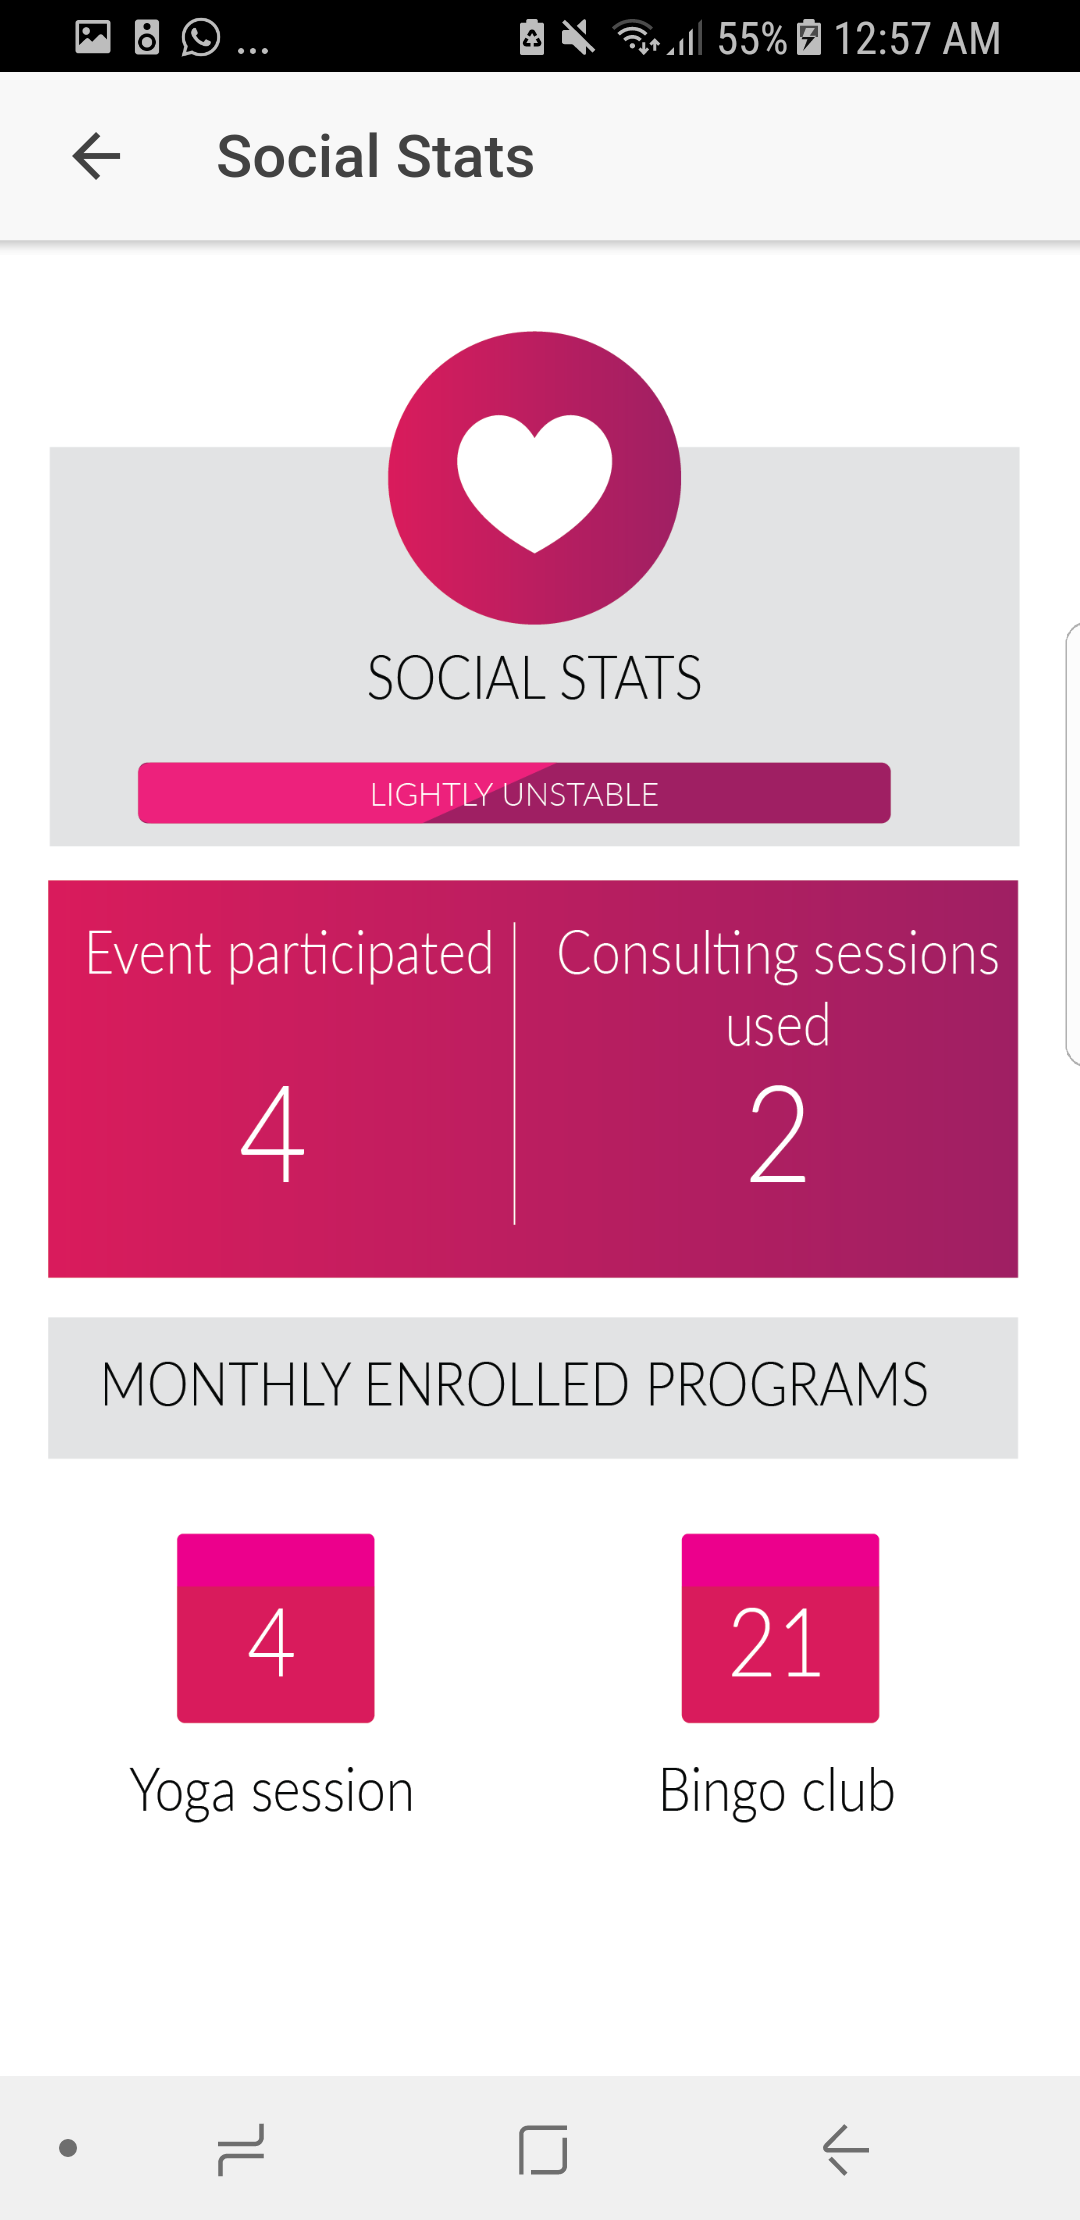 ... 55% 12:57 AM
Social Stats
SOCIAL STATS
LIGHTLY UNSTABLE
Event participated
4
Consulting sessions
used
2
MONTHLY ENROLLED PROGRAMS
4
Yoga session
21
Bingo club